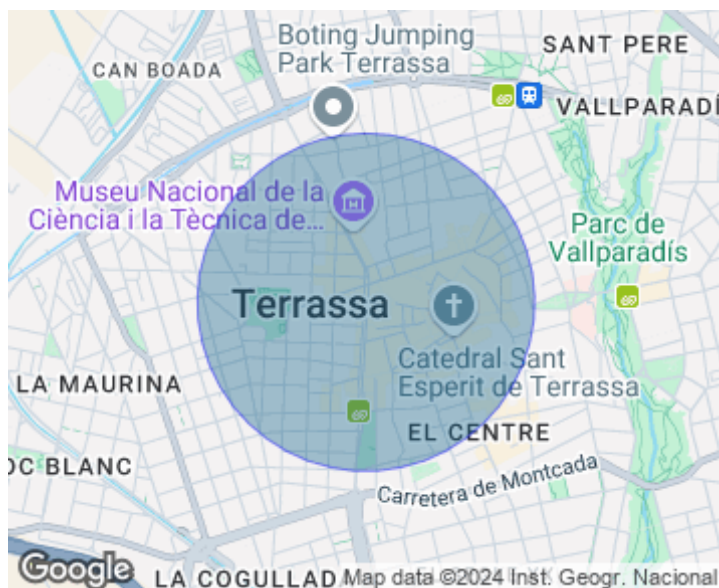 Boting Jumping
Park Terrassa
SANT PERE
CAN BOADA
VALLPARADÍ
Museu Nacional de la
Ciència i la Tècnica de...
Parc de
Vallparadís
Terrassa
Catedral Sant
Esperit de Terrassa
LA MAURINA
EL CENTRE
OC BLANC
Carretera de Montcada
Google
LA COGULLAD
Map data ©2024 Inst. Geogr. Nacional